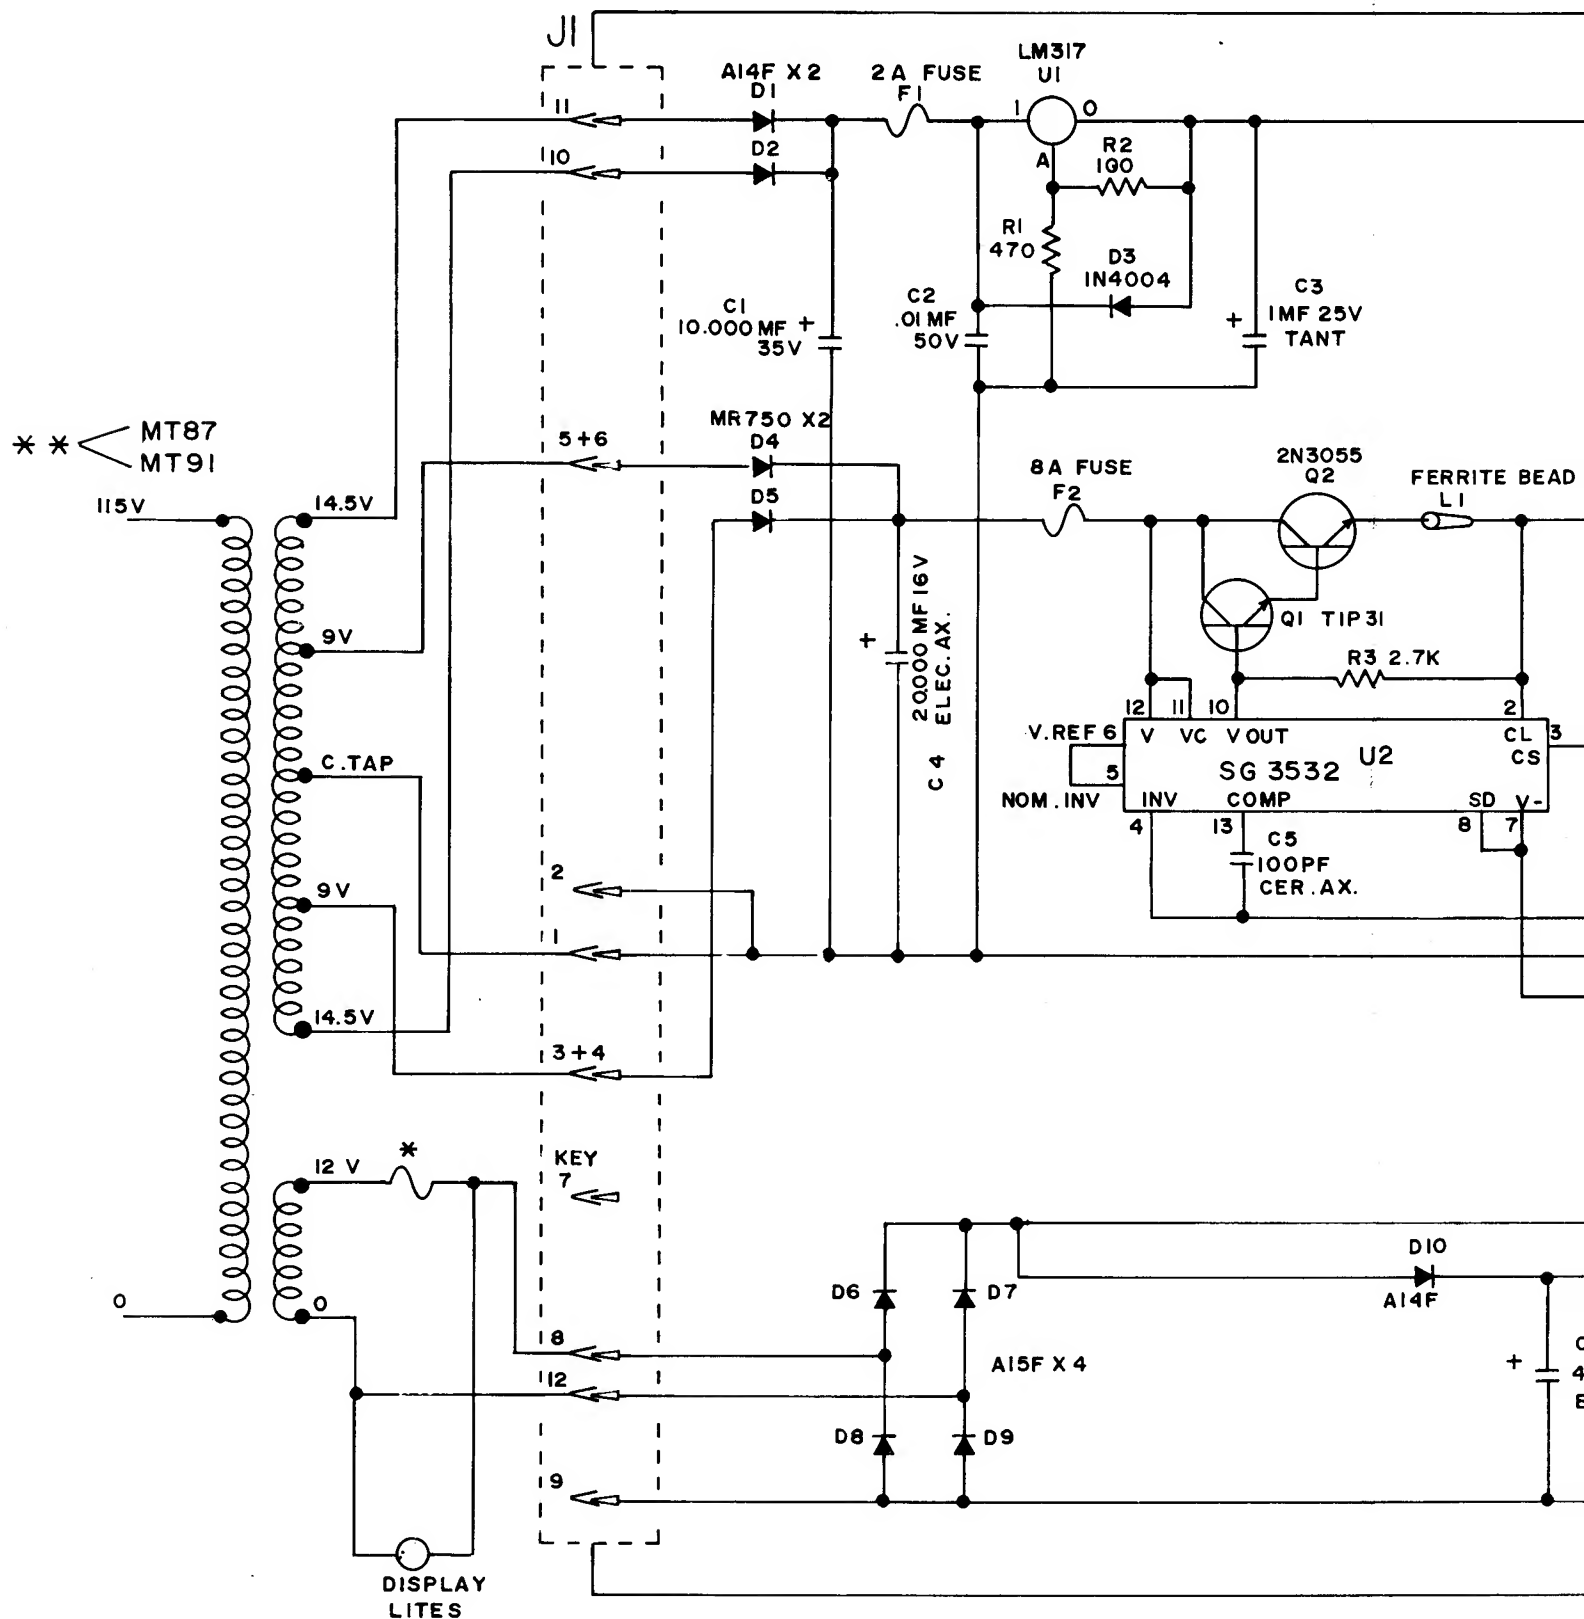 J1
LM317
U1
A14F X 2
D1
2A FUSE
F1
11
1
O
D2
10
A
R2
100
R1
470
D3
1N4004
C1
10.000 MF +
35V
C2
.01 MF
50V
C3
+ 1MF 25V
TANT
** MT87
MT91
MR750 X2
D4
5+6
D5
8A FUSE
F2
2N3055
Q2
FERRITE BEAD
L1
115V
14.5V
Q1 TIP31
9V
+
C4
20.000 MF 16V
ELEC. AX.
R3 2.7K
12
11
10
2
V.REF 6
V
VC
V OUT
CL
3
CS
U2
5
SG 3532
C.TAP
NOM. INV
INV
COMP
SD
V-
4
13
8
7
C5
100PF
CER. AX.
2
9V
1
14.5V
3+4
12 V
*
KEY
7
D10
A14F
D6
D7
O
O
8
A15F X 4
12
+
D8
D9
9
DISPLAY
LITES